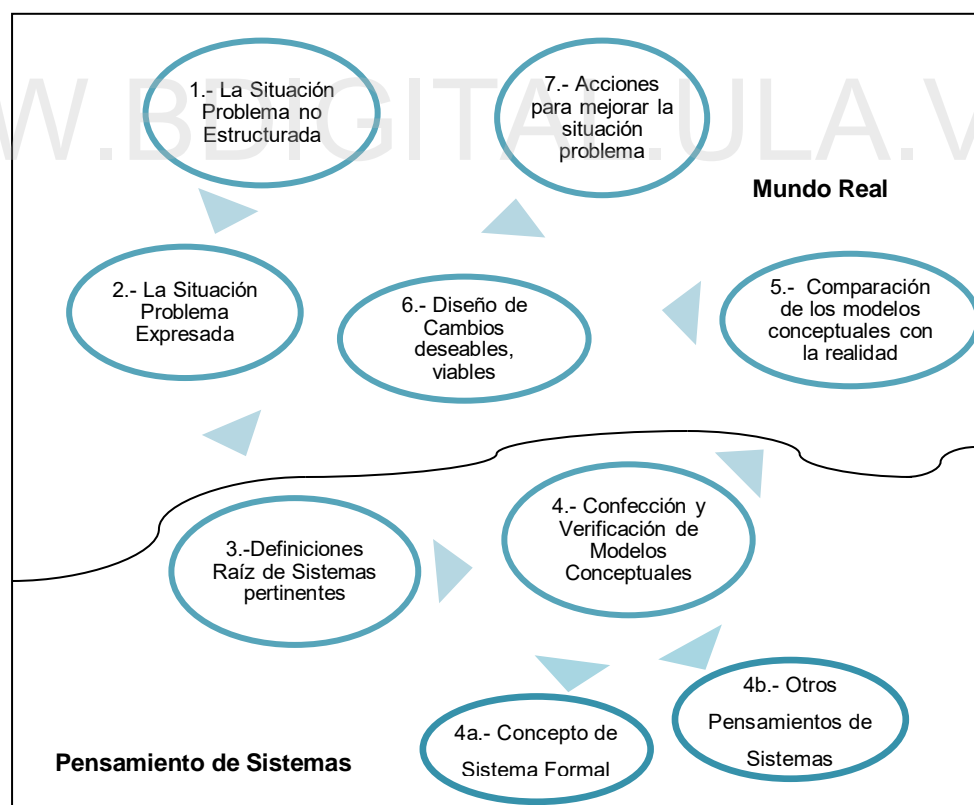 W.BDIGITAL.ULA.V
1.- La Situación
Problema no
Estructurada
7.- Acciones
para mejorar la
situación
problema
Mundo Real
2.- La Situación
Problema
Expresada
6.- Diseño de
Cambios
deseables,
viables
5.- Comparación
de los modelos
conceptuales con
la realidad
3.-Definiciones
Raíz de Sistemas
pertinentes
4.- Confección y
Verificación de
Modelos
Conceptuales
4a.- Concepto de
Sistema Formal
4b.- Otros
Pensamientos de
Sistemas
Pensamiento de Sistemas